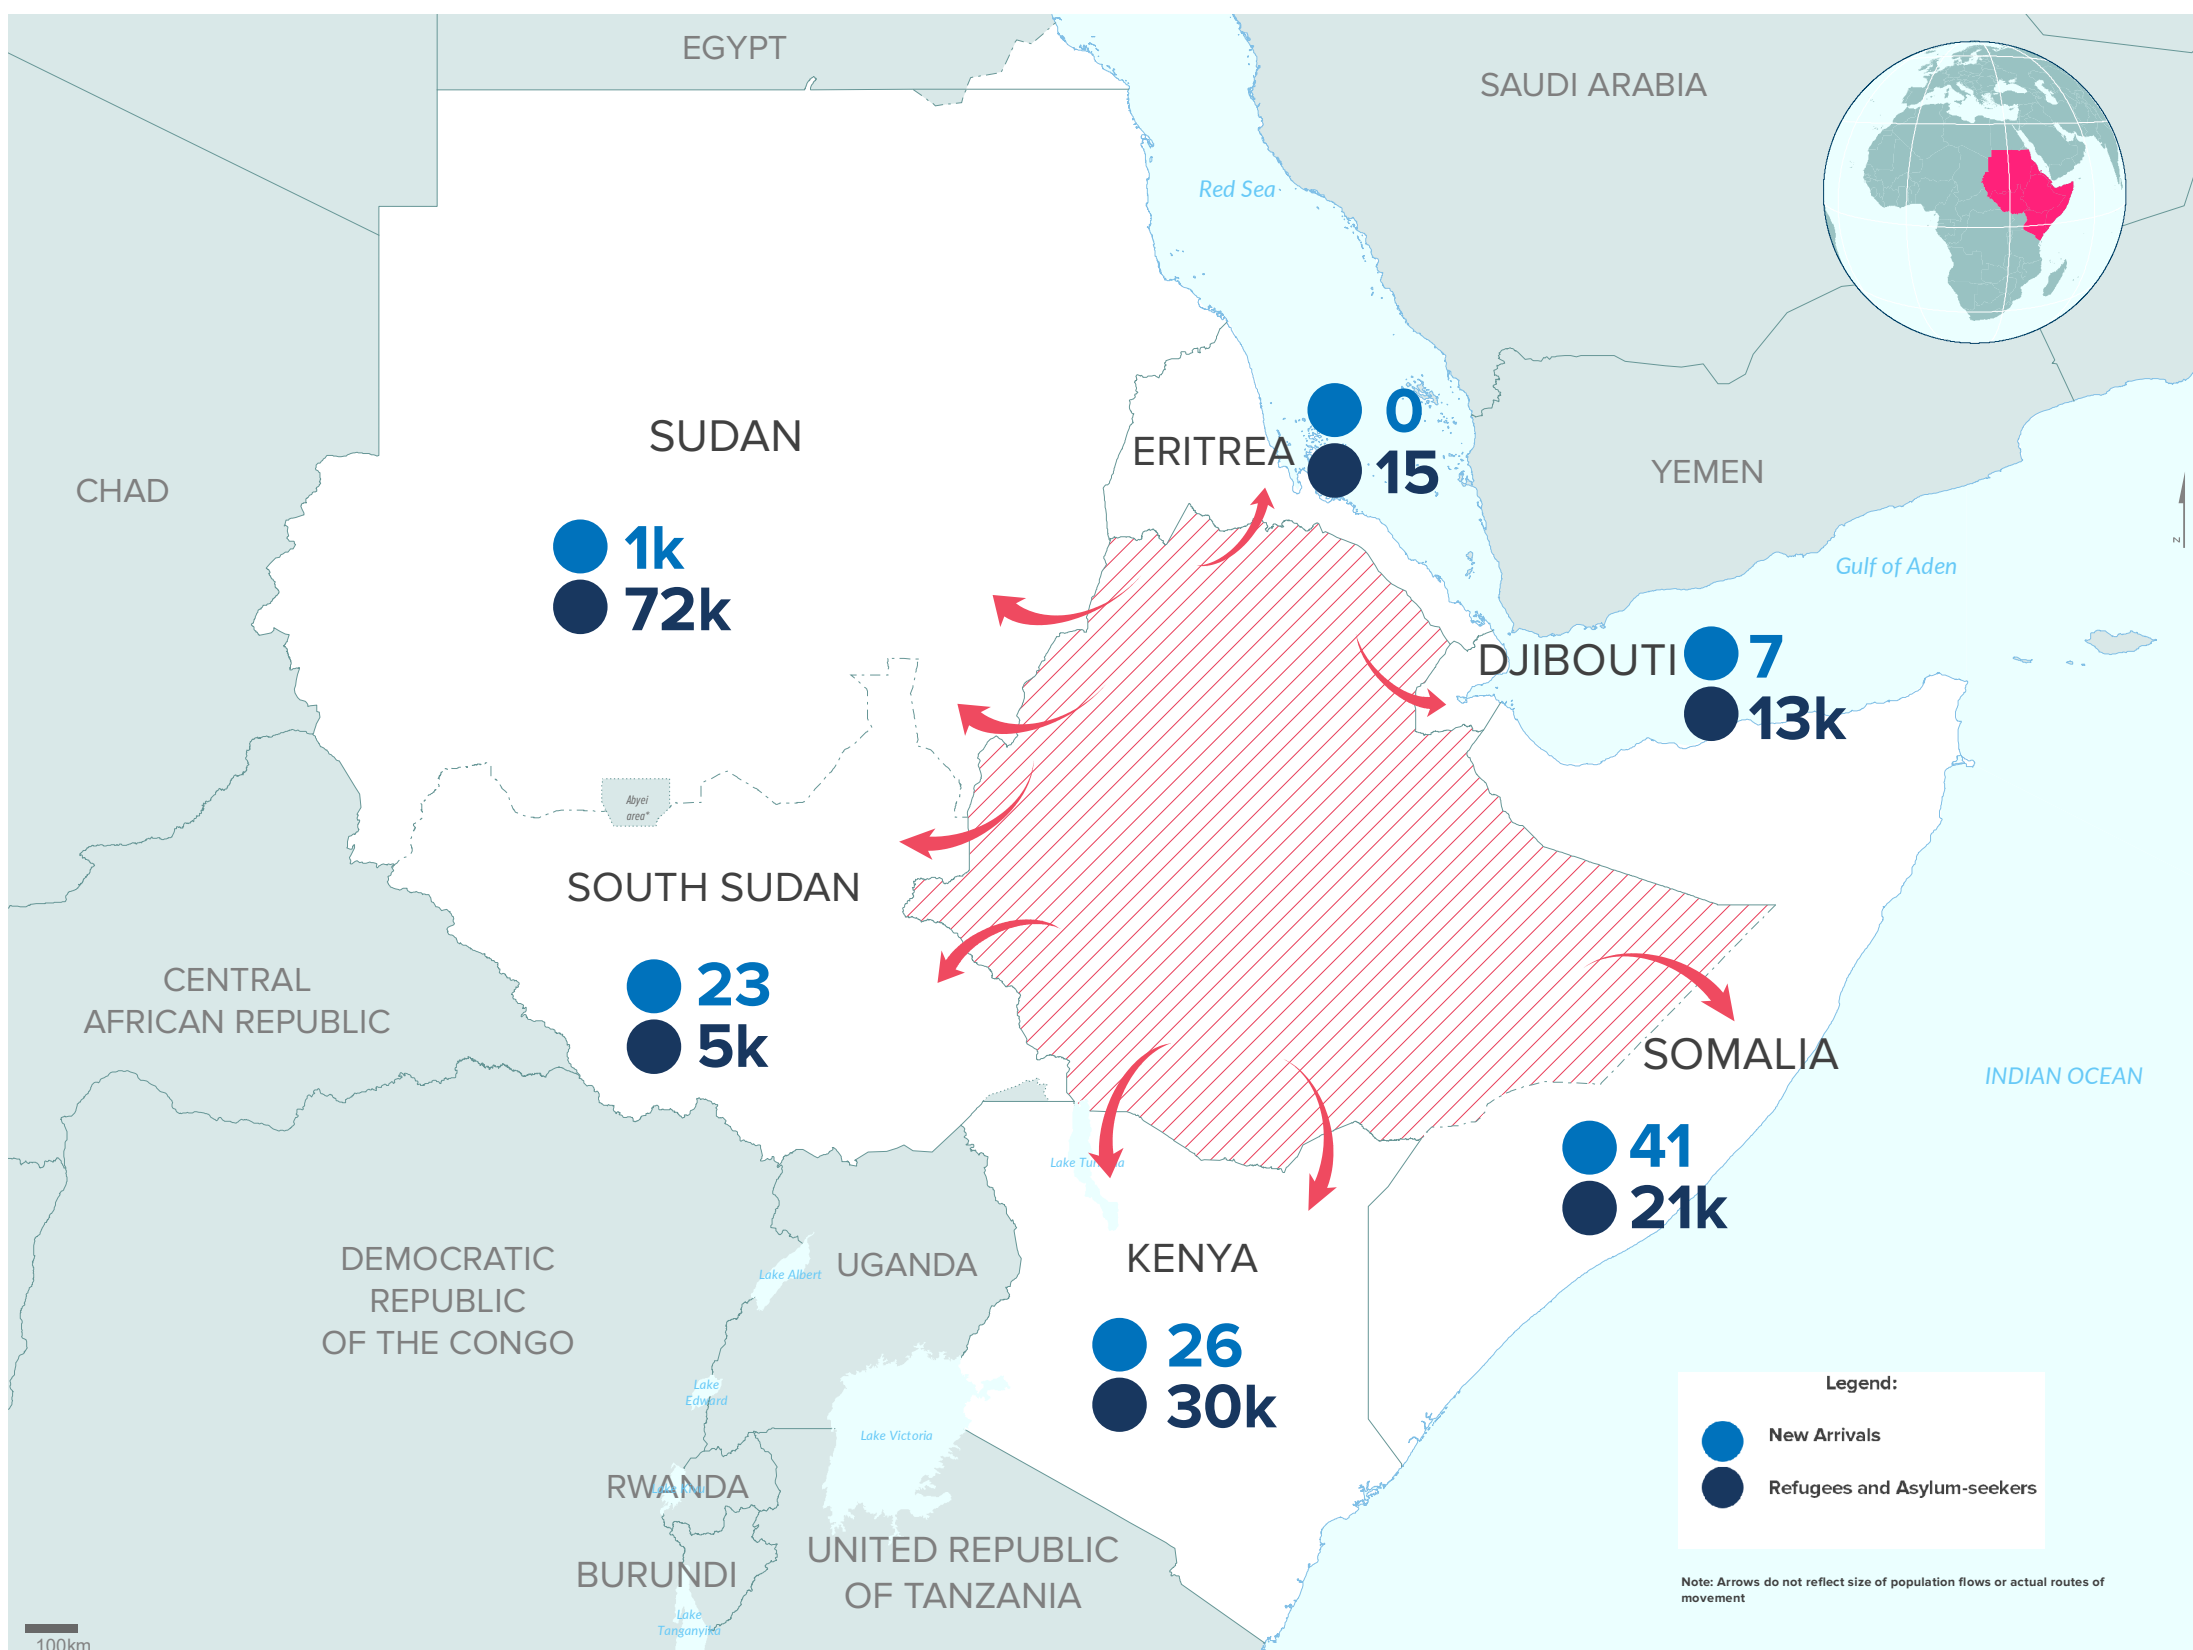 EGYPT
SAUDI ARABIA
Red Sea
SUDAN
ERITREA
0
15
CHAD
YEMEN
1k
72k
Gulf of Aden
N
DJIBOUTI
7
13k
Abyei
area*
SOUTH SUDAN
CENTRAL
AFRICAN REPUBLIC
23
5k
SOMALIA
INDIAN OCEAN
41
21k
Lake
DEMOCRATIC
REPUBLIC
OF THE CONGO
Lake Albert
UGANDA
KENYA
26
30k
Lake
Edward
Lake Victoria
Legend:
New Arrivals
Refugees and Asylum-seekers
RWANDA
BURUNDI
UNITED REPUBLIC
OF TANZANIA
Lake
Tanganyika
Note: Arrows do not reflect size of population flows or actual routes of
movement
100km